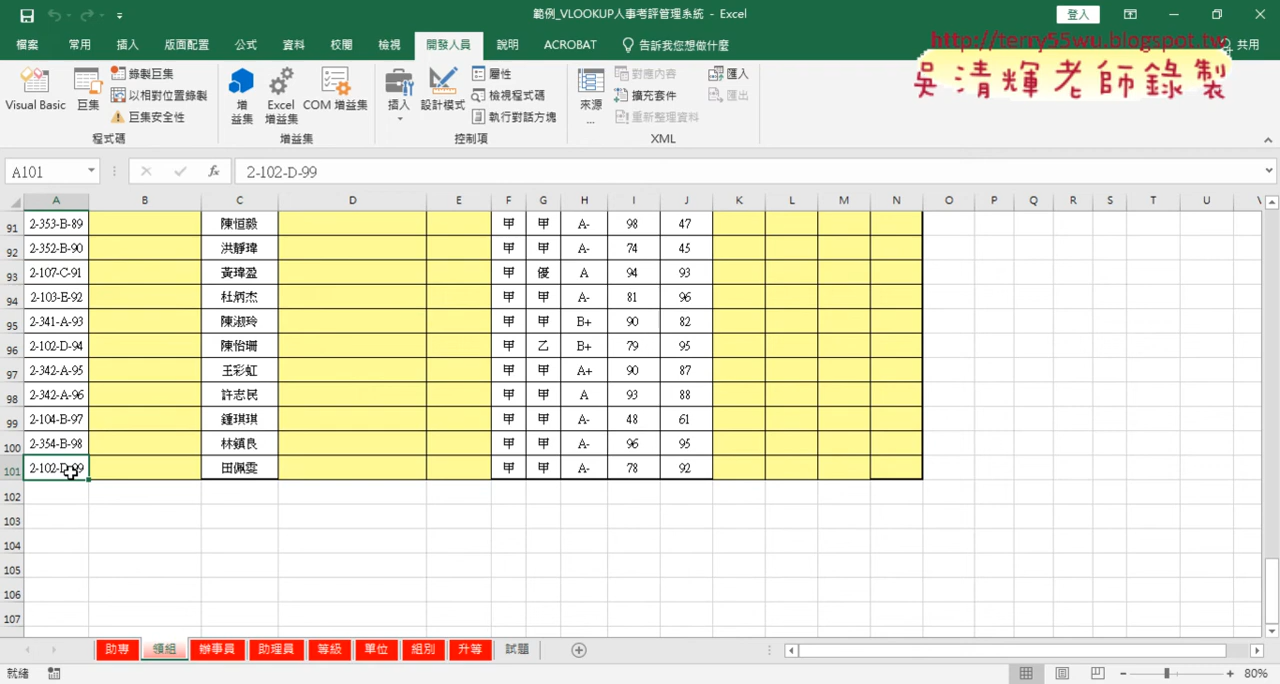 範例_VLOOKUP人事考評管理系統 - Excel
登入
檔案 常用 插入 版面配置 公式 資料 校閱 檢視 開發人員 說明 ACROBAT 告訴我您想做什麼 共用
http://terry55wu.blogspot.tw
吳清輝老師錄製
Visual Basic 巨集 錄製巨集 以相對位置錄製 巨集安全性
增益集 Excel 增益集 COM 增益集
插入 設計模式 屬性 檢視程式碼 執行對話方塊
來源... 對應內容 擴充套件 重新整理資料 匯入 匯出
程式碼 增益集 控制項 XML
A101 fx 2-102-D-99
A B C D E F G H I J K L M N O P Q R S T U
91 2-353-B-89 陳恒毅 甲 甲 A- 98 47
92 2-352-B-90 洪靜瑋 甲 甲 A- 74 45
93 2-107-C-91 黃瑋盈 甲 優 A 94 93
94 2-103-E-92 杜炳杰 甲 甲 A- 81 96
95 2-341-A-93 陳淑玲 甲 甲 B+ 90 82
96 2-102-D-94 陳怡珊 甲 乙 B+ 79 95
97 2-342-A-95 王彩虹 甲 甲 A+ 90 87
98 2-342-A-96 許志民 甲 甲 A 93 88
99 2-104-B-97 鍾琪琪 甲 甲 A- 48 61
100 2-354-B-98 林鎮良 甲 甲 A- 96 95
101 2-102-D-99 田佩雯 甲 甲 A- 78 92
102
103
104
105
106
107
助專 領組 辦事員 助理員 等級 單位 組別 升等 試題
就緒 80%